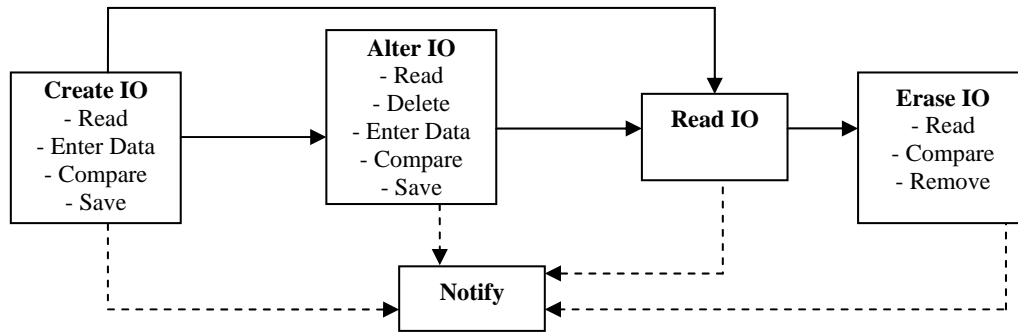 Create IO
- Read
- Enter Data
- Compare
- Save
Alter IO
- Read
- Delete
- Enter Data
- Compare
- Save
Read IO
Erase IO
- Read
- Compare
- Remove
Notify